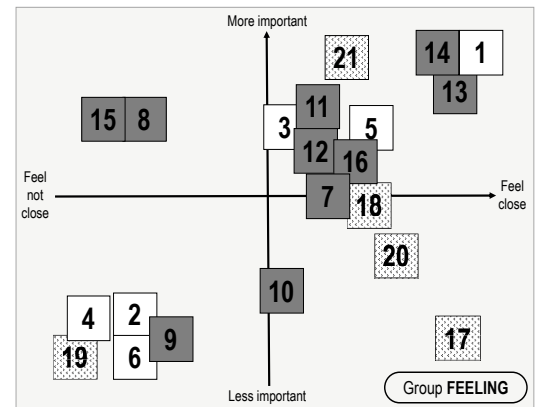 More important
21
14
1
13
15
8
11
3
5
12
16
Feel
not
close
7
18
Feel
close
20
10
4
2
9
19
6
17
Group FEELING
Less important